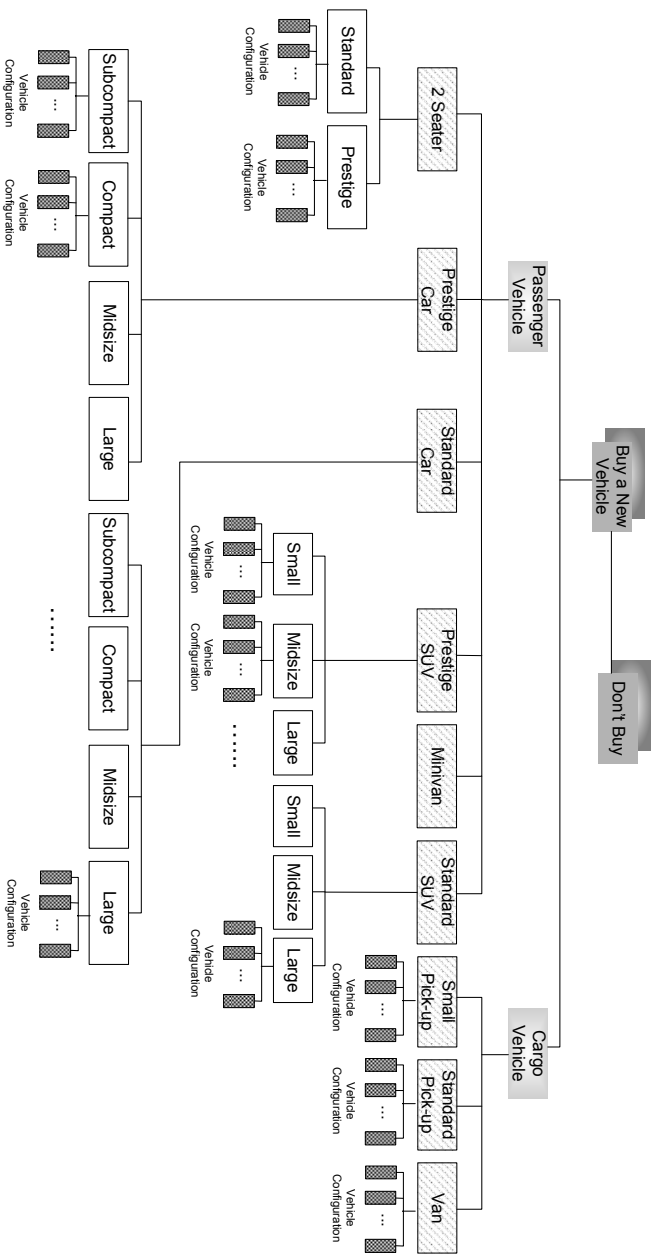 Buy a New
Vehicle
Don't Buy
Passenger
Vehicle
Cargo
Vehicle
2 Seater
Prestige
Car
Standard
Car
Prestige
SUV
Minivan
Standard
SUV
Small
Pick-up
Standard
Pick-up
Van
Standard
Prestige
Small
Midsize
Large
Small
Midsize
Large
...
Vehicle
Configuration
...
Vehicle
Configuration
...
Vehicle
Configuration
...
Vehicle
Configuration
...
Vehicle
Configuration
...
Vehicle
Configuration
...
Vehicle
Configuration
...
Vehicle
Configuration
......
Subcompact
Compact
Midsize
Large
Subcompact
Compact
Midsize
Large
...
Vehicle
Configuration
...
Vehicle
Configuration
......
...
Vehicle
Configuration